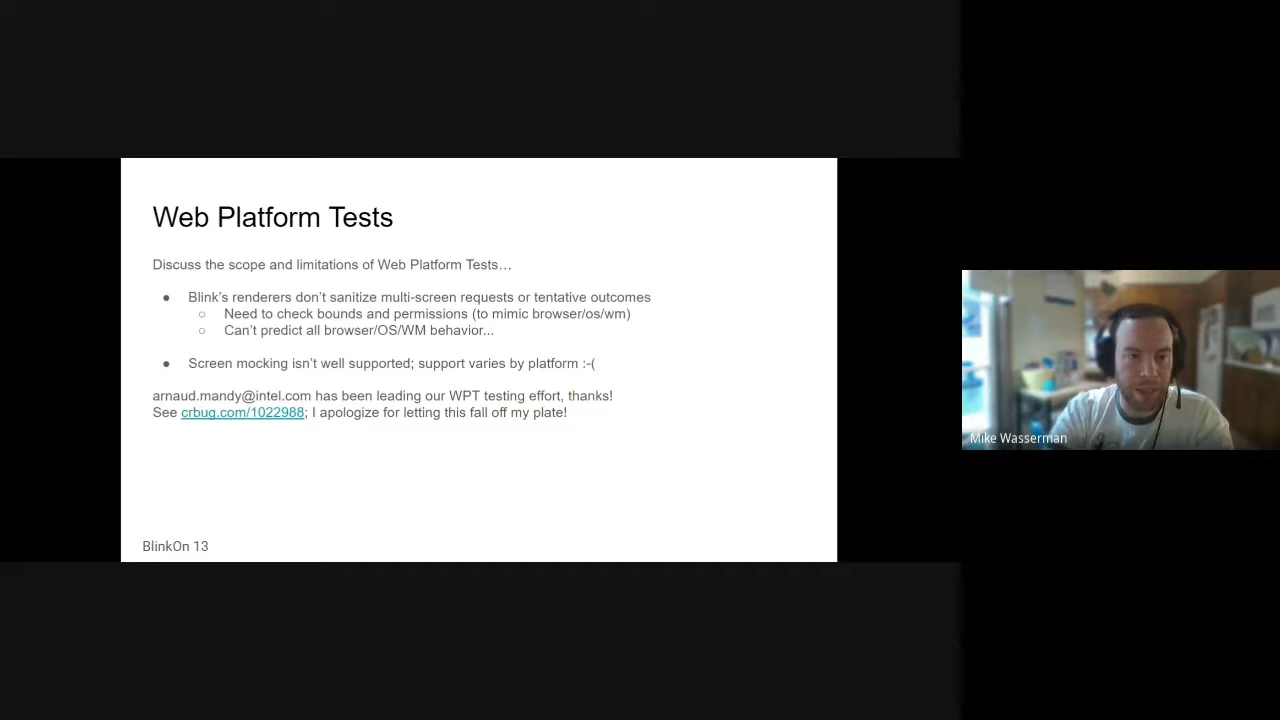 Web Platform Tests
Discuss the scope and limitations of Web Platform Tests…
● Blink's renderers don't sanitize multi-screen requests or tentative outcomes
○ Need to check bounds and permissions (to mimic browser/os/wm)
○ Can't predict all browser/OS/WM behavior...
● Screen mocking isn't well supported; support varies by platform :-(
arnaud.mandy@intel.com has been leading our WPT testing effort, thanks!
See crbug.com/1022988; I apologize for letting this fall off my plate!
BlinkOn 13
Mike Wasserman